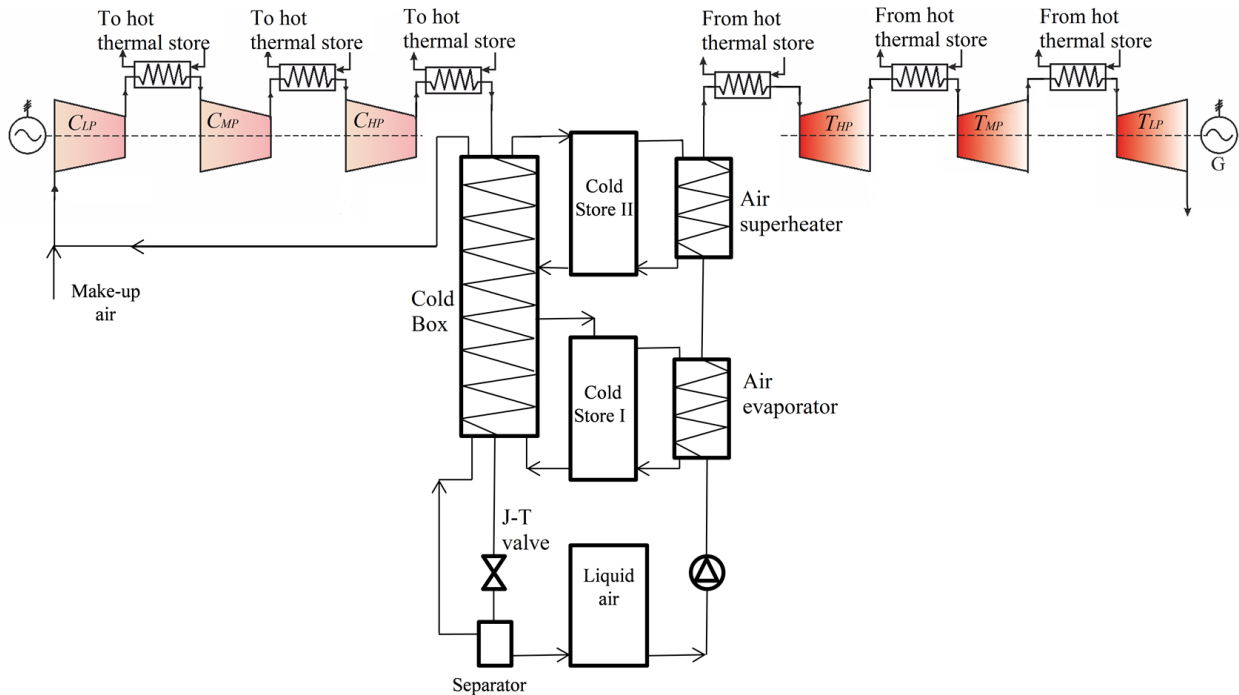 To hot
thermal store
To hot
thermal store
To hot
thermal store
From hot
thermal store
From hot
thermal store
From hot
thermal store
CLP
CMP
CHP
THP
TMP
TLP
G
Cold
Store II
Air
superheater
Make-up
air
Cold
Box
Cold
Store I
Air
evaporator
J-T
valve
Liquid
air
Separator